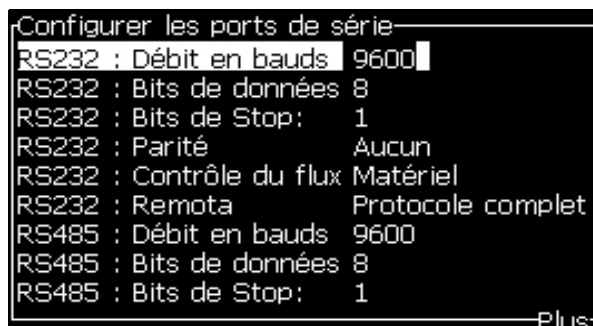 Configurer les ports de série
RS232 : Débit en bauds 9600
RS232 : Bits de données 8
RS232 : Bits de Stop: 1
RS232 : Parité Aucun
RS232 : Contrôle du flux Matériel
RS232 : Remota Protocole complet
RS485 : Débit en bauds 9600
RS485 : Bits de données 8
RS485 : Bits de Stop: 1
Plus